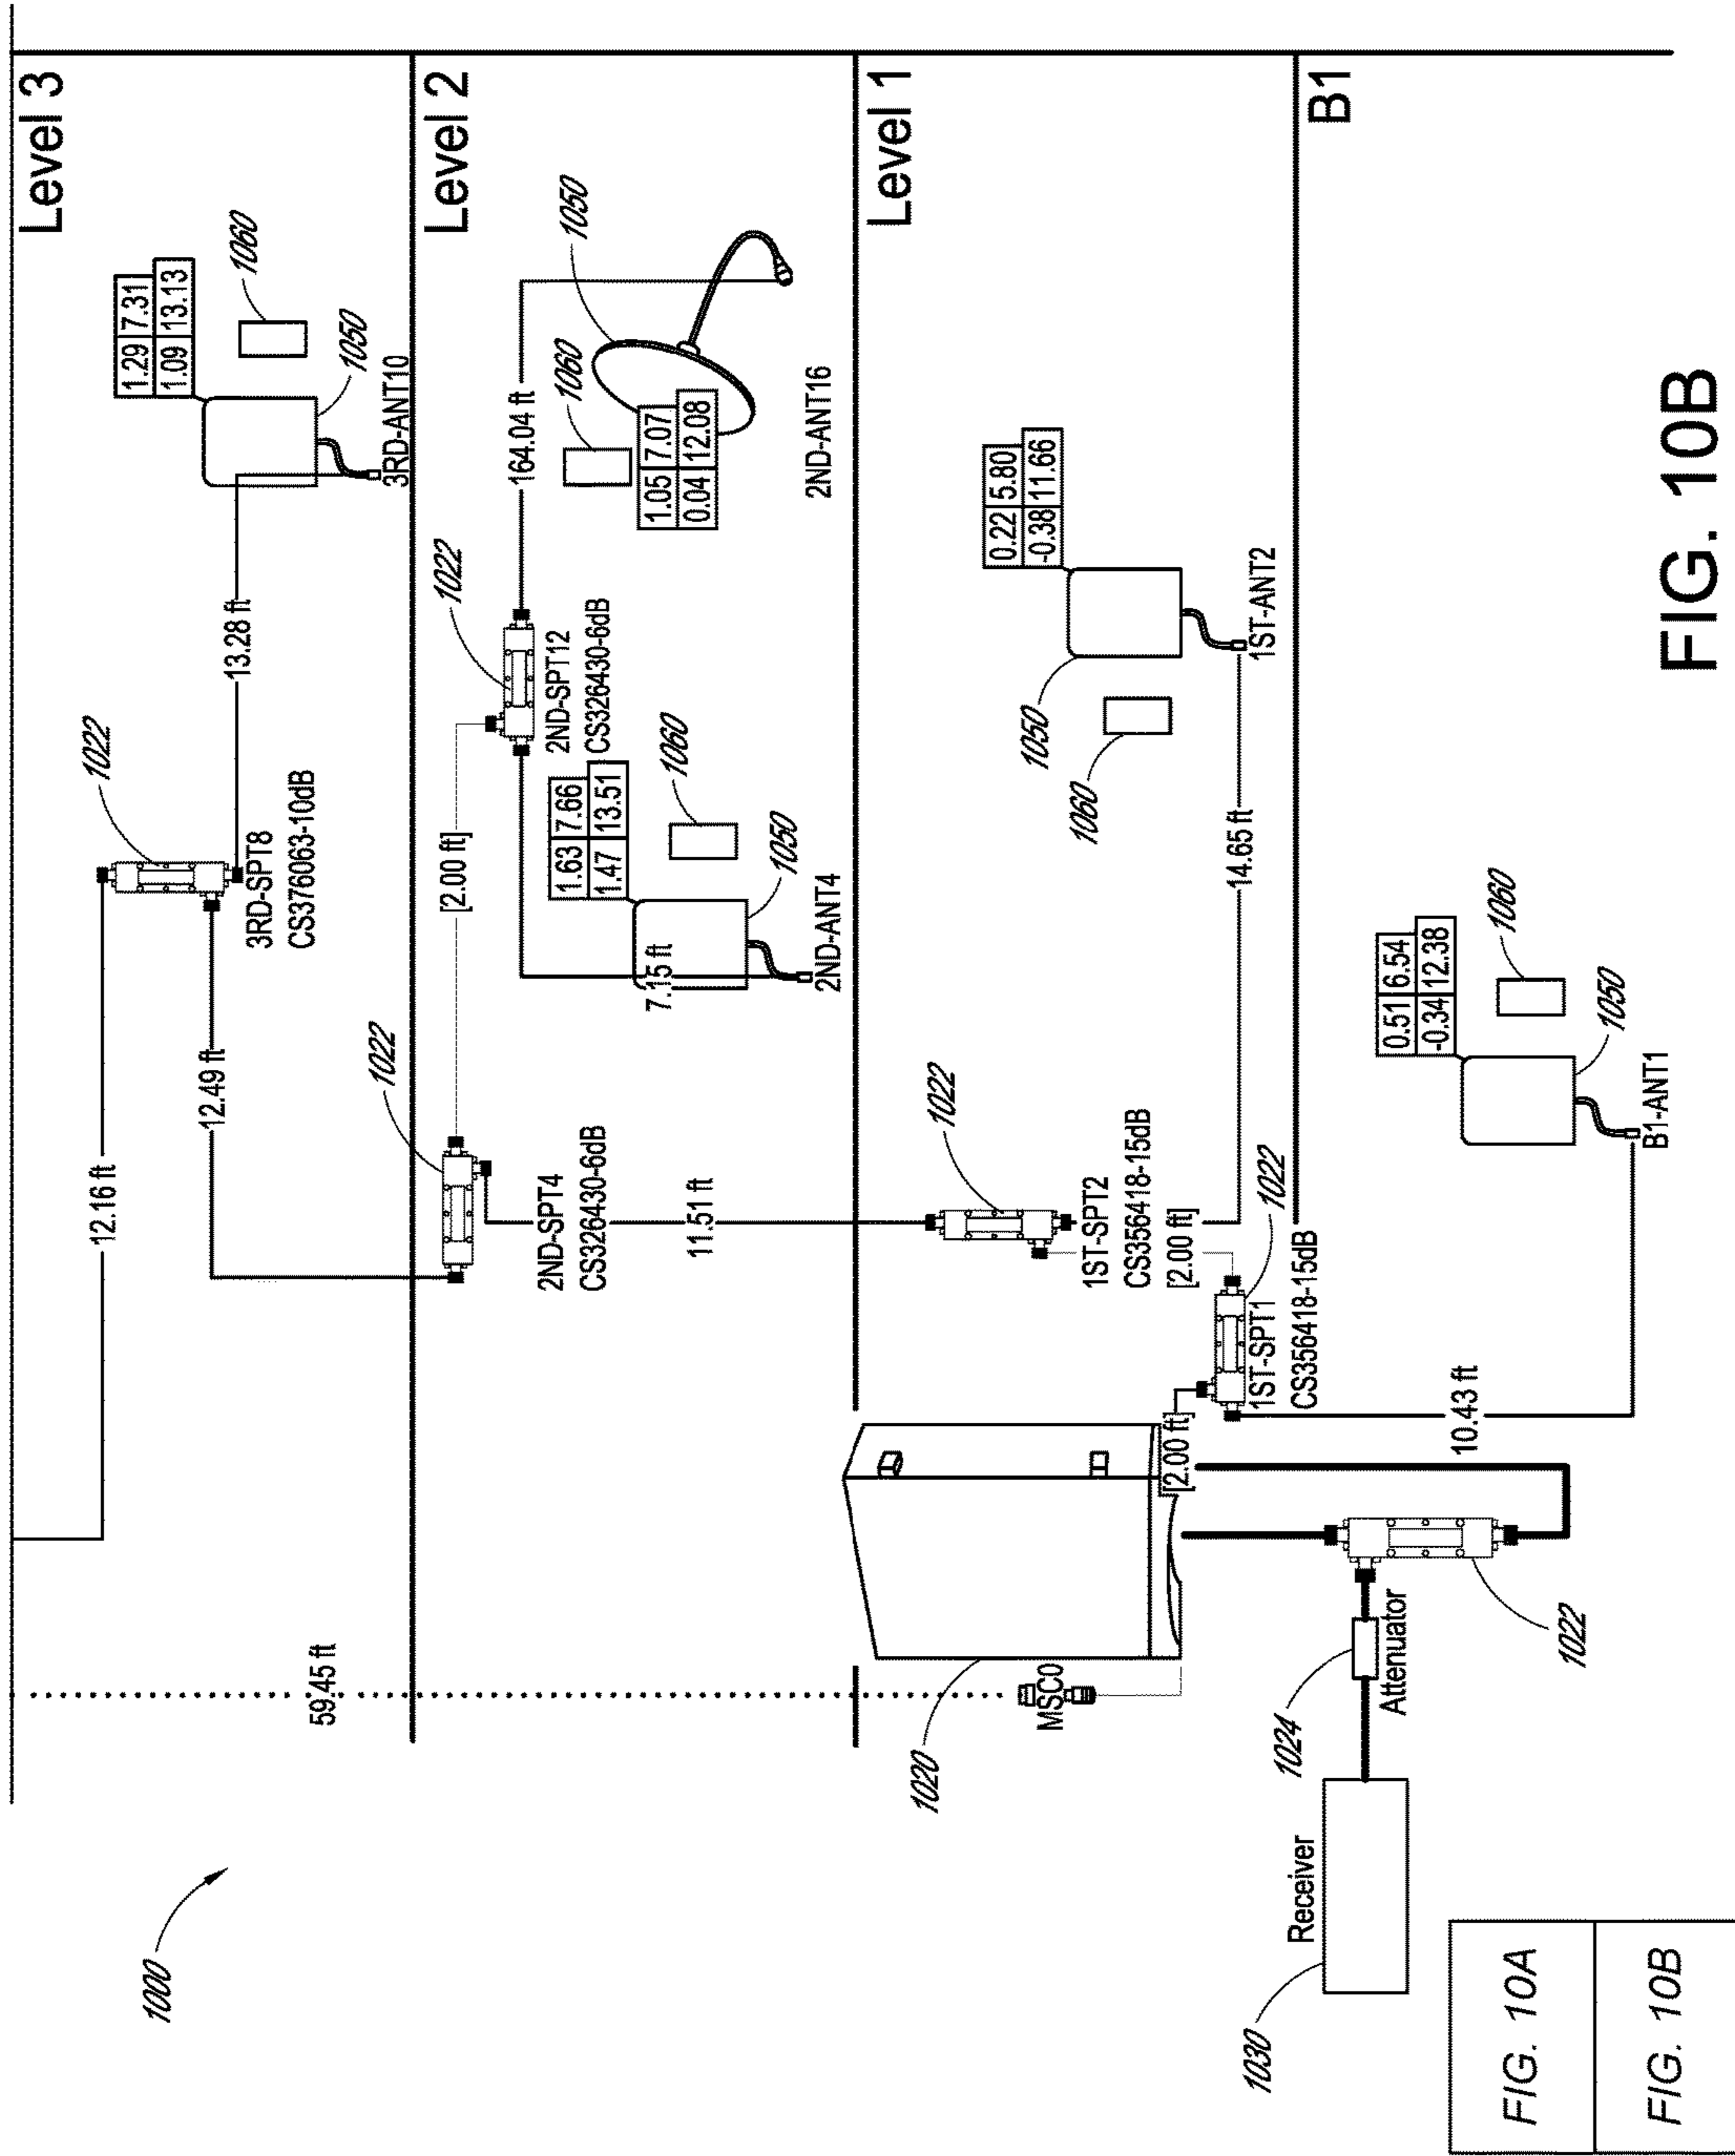 1000
59.45 ft
12.16 ft
Level 3
1022
12.49 ft
3RD-SPT8
CS376063-10dB
13.28 ft
1.29 7.31
1.09 13.13
1060
1050
3RD-ANT10
Level 2
1022
[2.00 ft]
1022
164.04 ft
1050
2ND-SPT4
CS326430-6dB
2ND-SPT12
CS326430-6dB
1060
1.05 7.07
0.04 12.08
2ND-ANT16
1.63 7.66
1.47 13.51
1060
7.15 ft
1050
2ND-ANT4
11.51 ft
Level 1
1020
MSC0
1022
1ST-SPT2
CS356418-15dB
[2.00 ft]
[2.00 ft]
1ST-SPT1
CS356418-15dB
1022
14.65 ft
1060
1050
0.22 5.80
-0.38 11.66
1ST-ANT2
B1
10.43 ft
0.51 6.54
-0.34 12.38
1060
1050
B1-ANT1
1030
Receiver
1024
Attenuator
1022
FIG. 10A
FIG. 10B
FIG. 10B